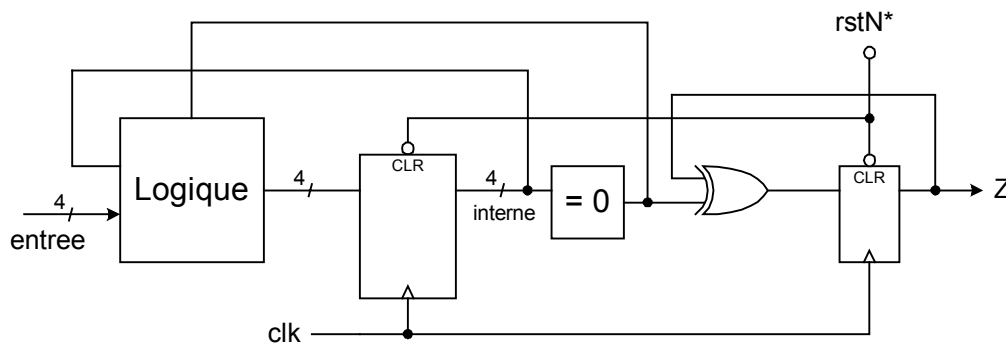 rstN*
4
Logique
4
CLR
4
interne
= 0
CLR
Z
entree
clk